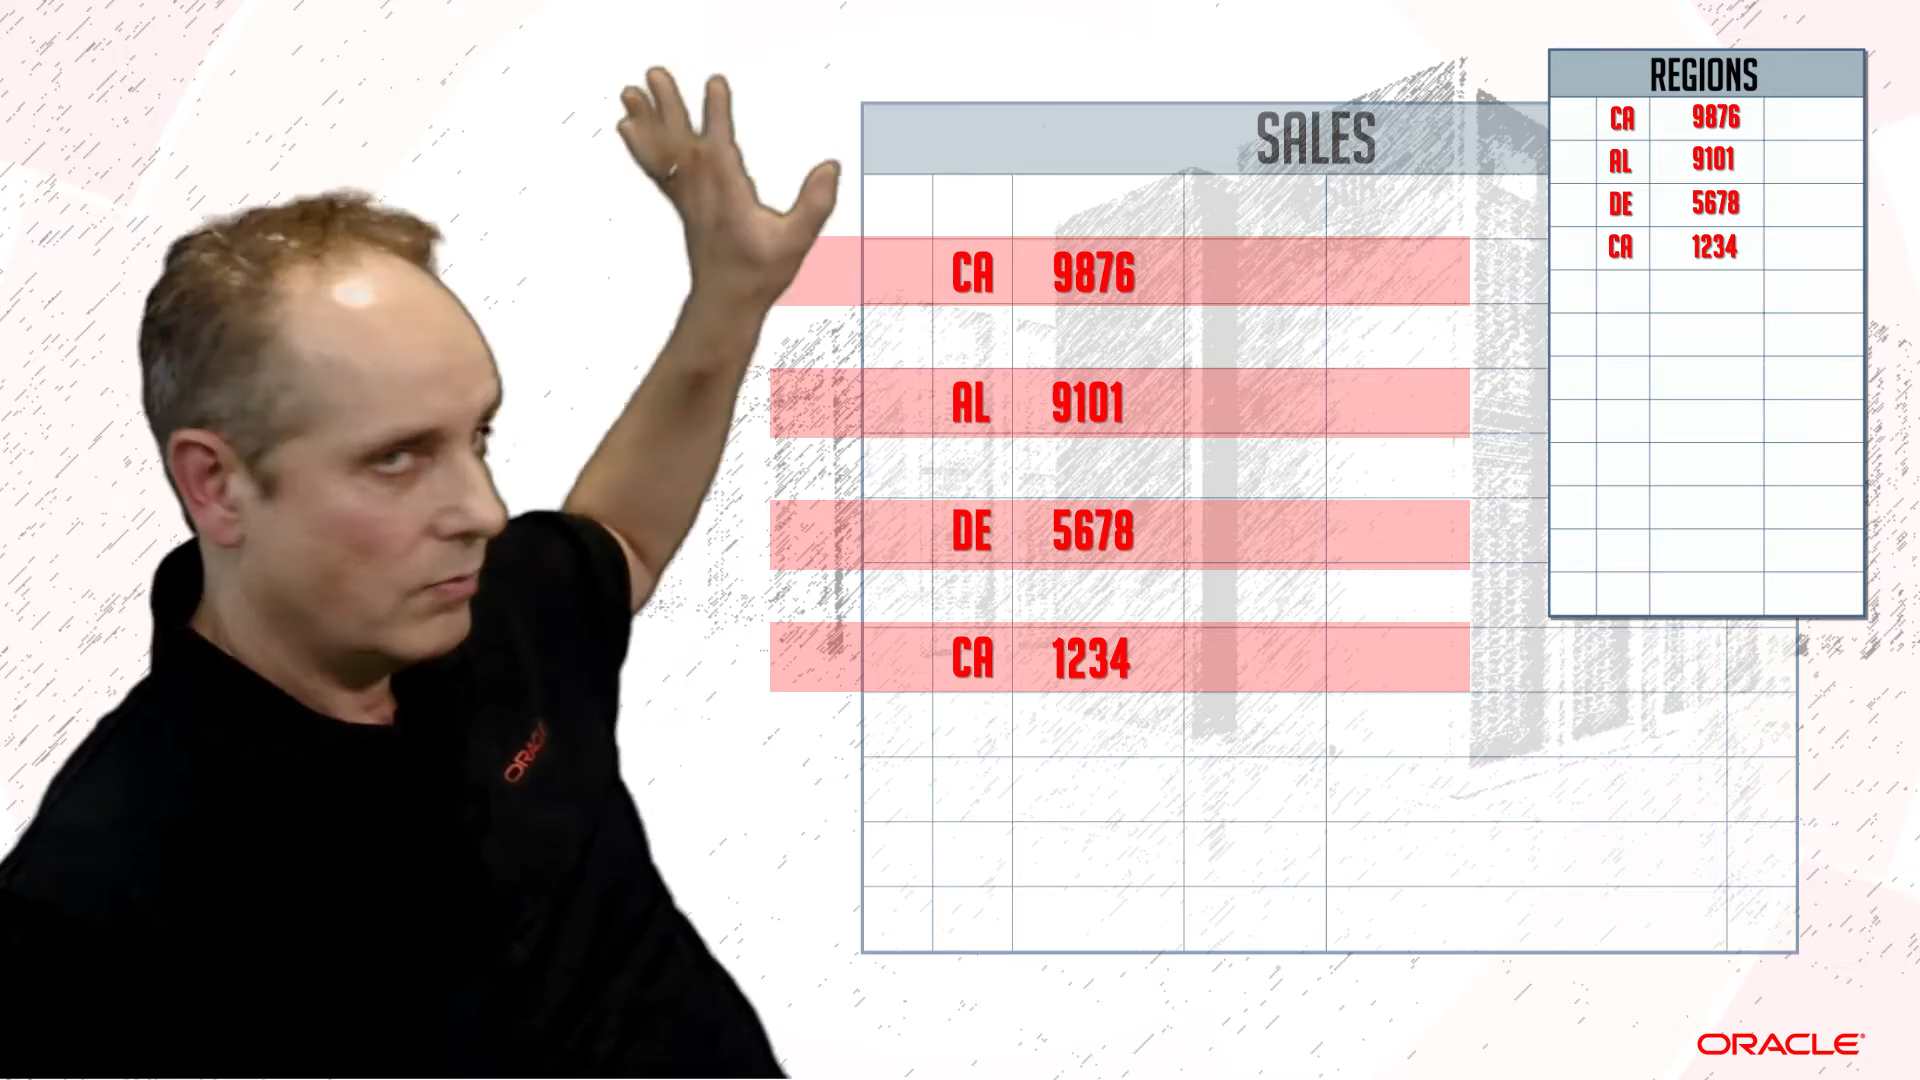 SALES
CA 9876
AL 9101
DE 5678
CA 1234
REGIONS
CA 9876
AL 9101
DE 5678
CA 1234
ORACLE
ORACLE